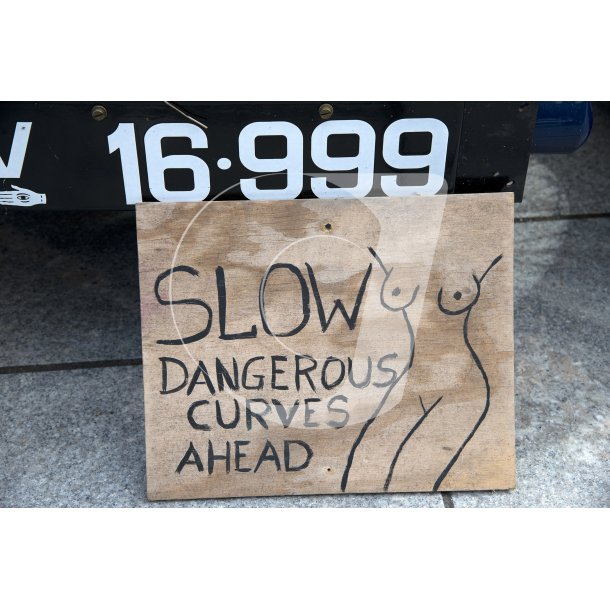 16·999
SLOW
DANGEROUS
CURVES
AHEAD